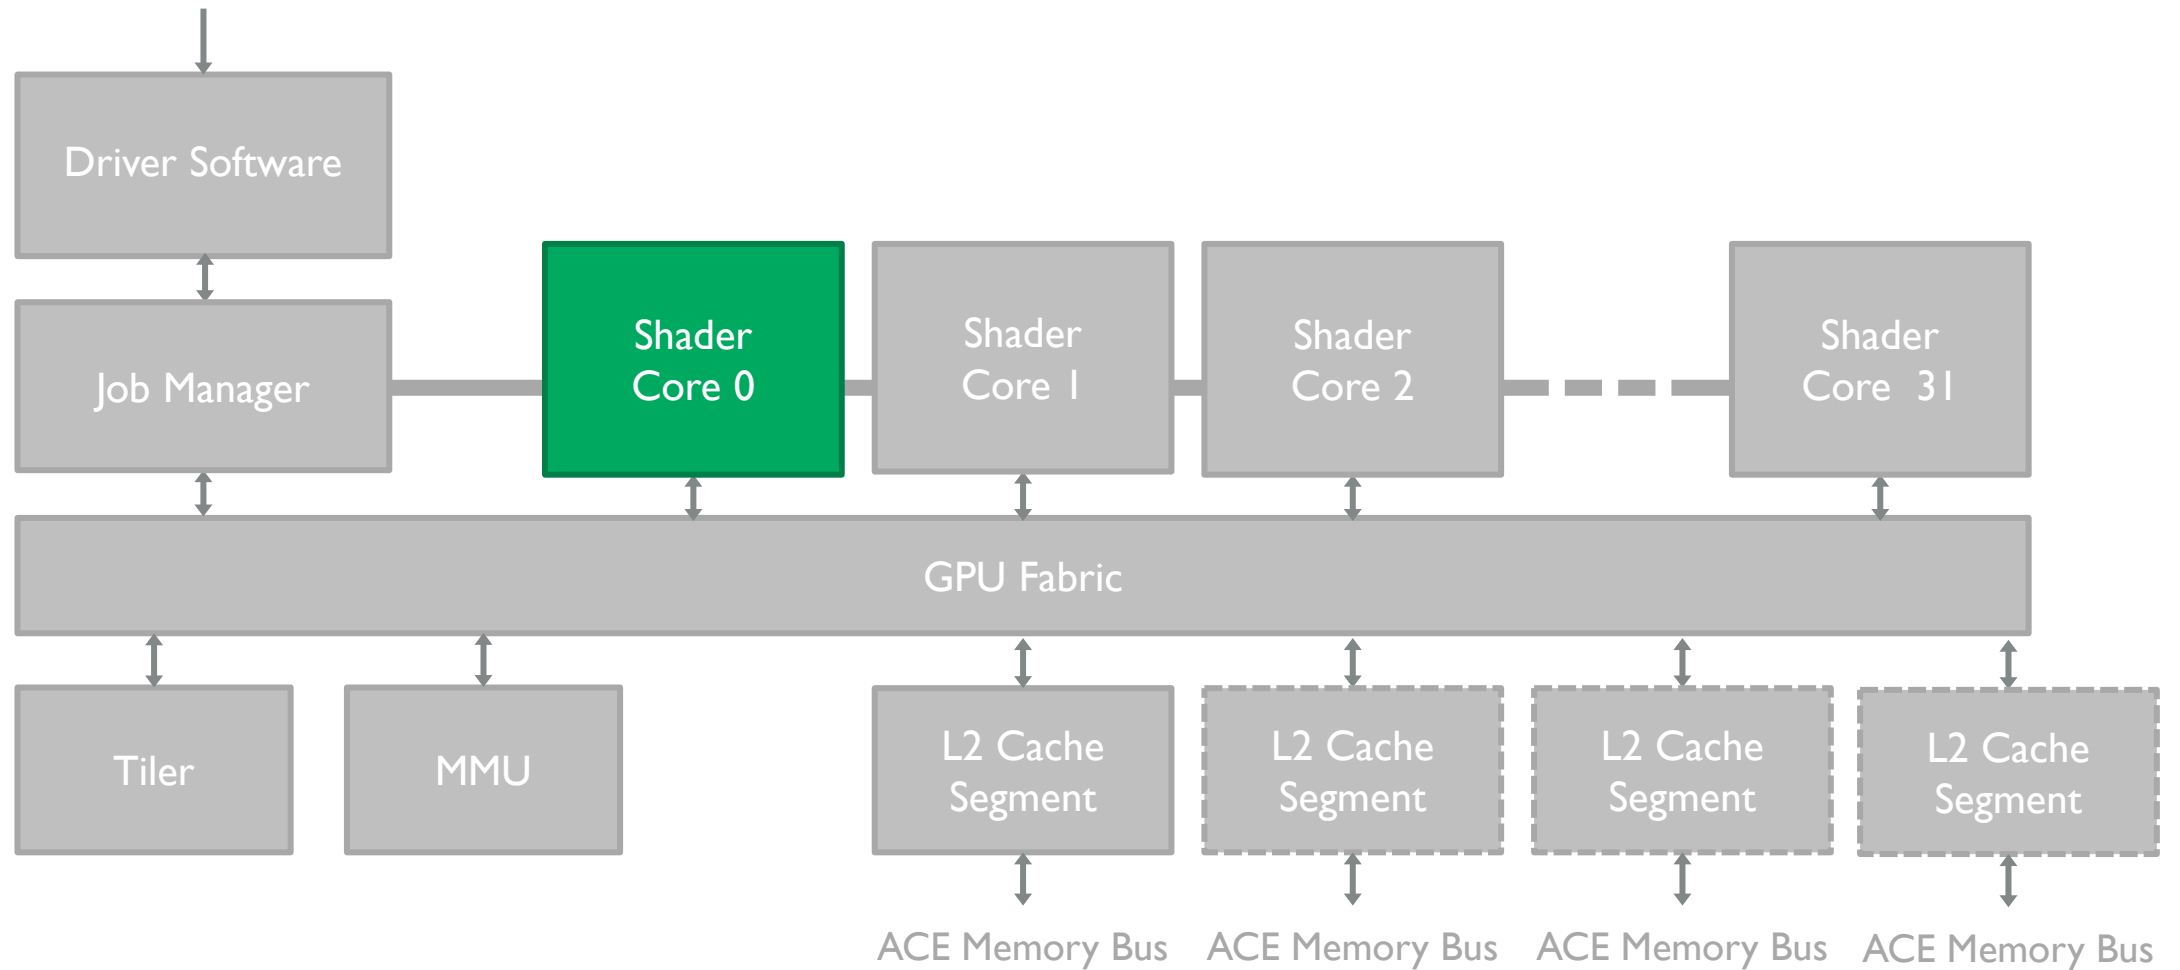 Driver Software
Job Manager
Shader
Core 0
Shader
Core 1
Shader
Core 2
Shader
Core 31
GPU Fabric
Tiler
MMU
L2 Cache
Segment
L2 Cache
Segment
L2 Cache
Segment
L2 Cache
Segment
ACE Memory Bus
ACE Memory Bus
ACE Memory Bus
ACE Memory Bus